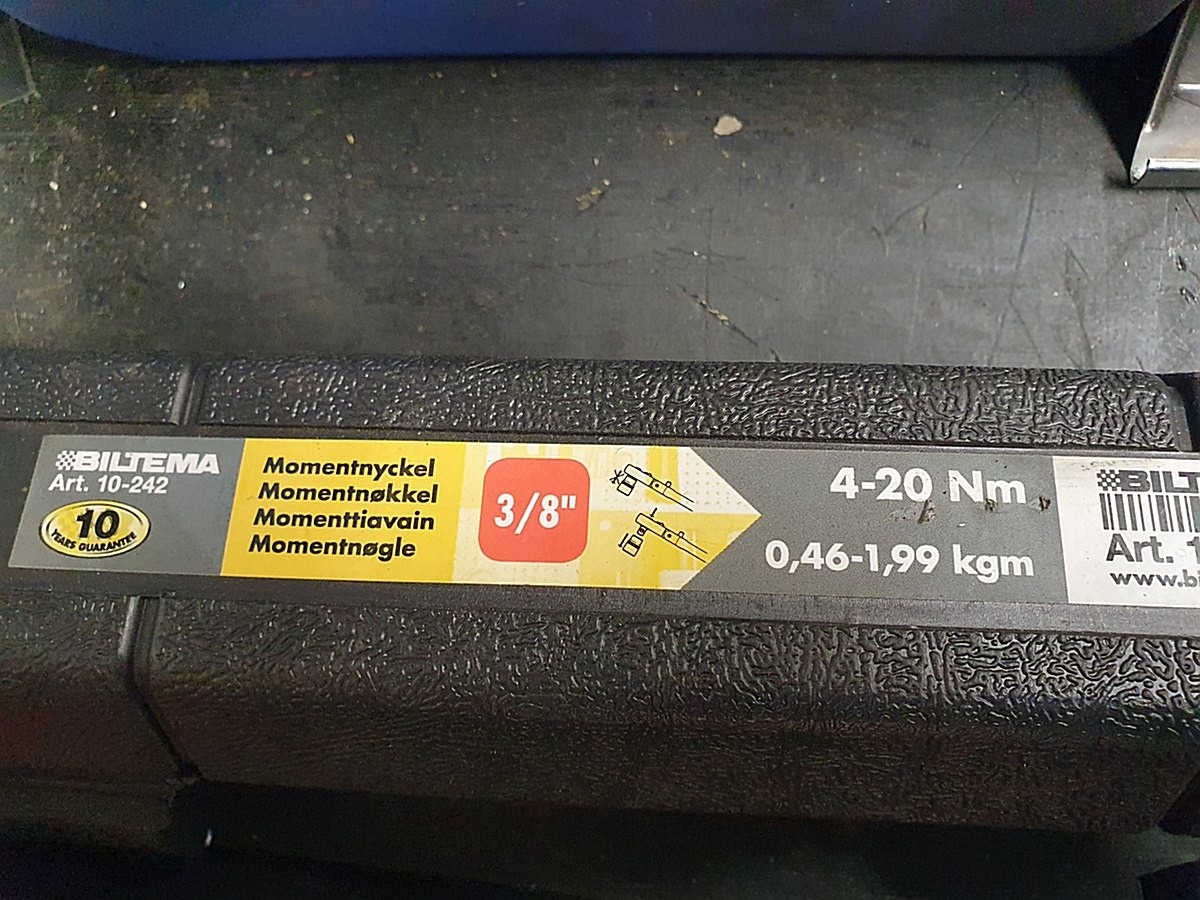 BILTEMA
Art. 10-242
10
YEARS GUARANTEE
Momentnyckel
Momentnøkkel
Momenttiavain
Momentnøgle
3/8"
4-20 Nm
0,46-1,99 kgm
BILT
Art. 1
www.bi